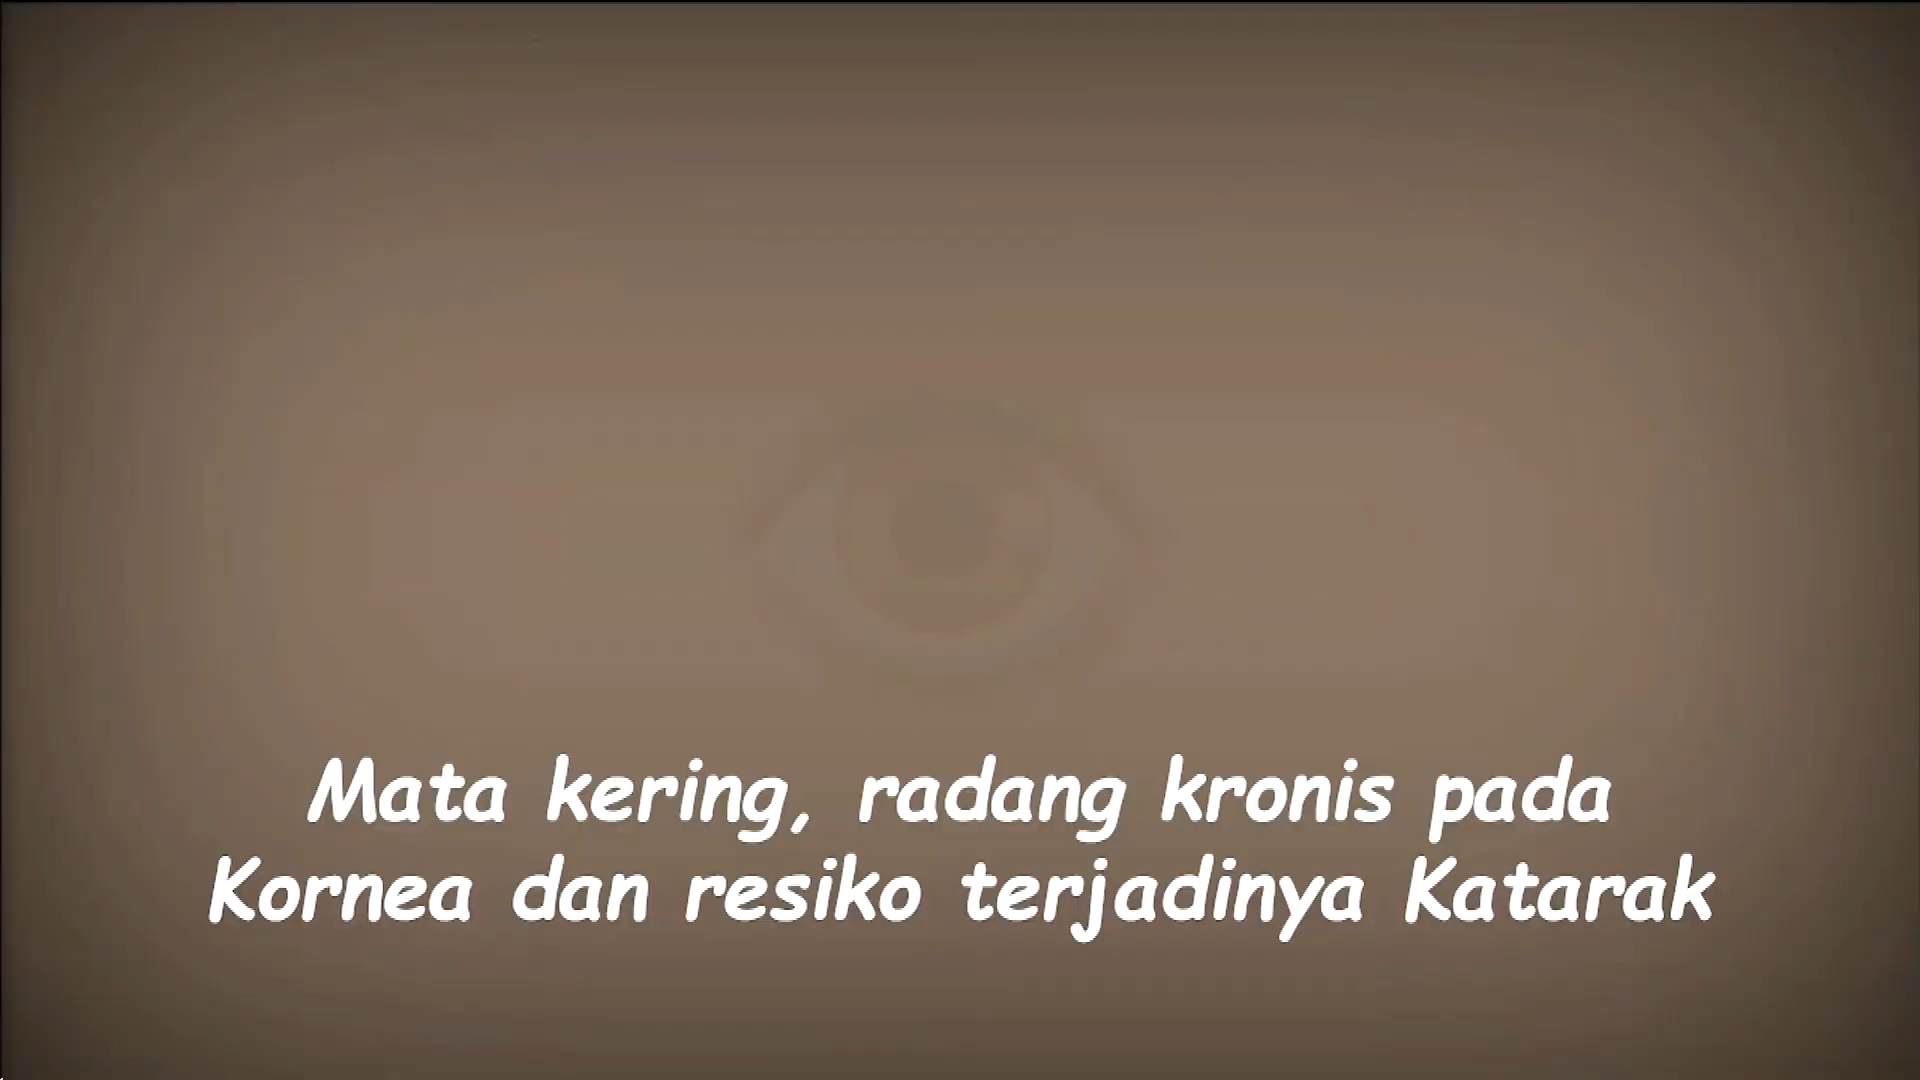 Mata kering, radang kronis pada
Kornea dan resiko terjadinya Katarak